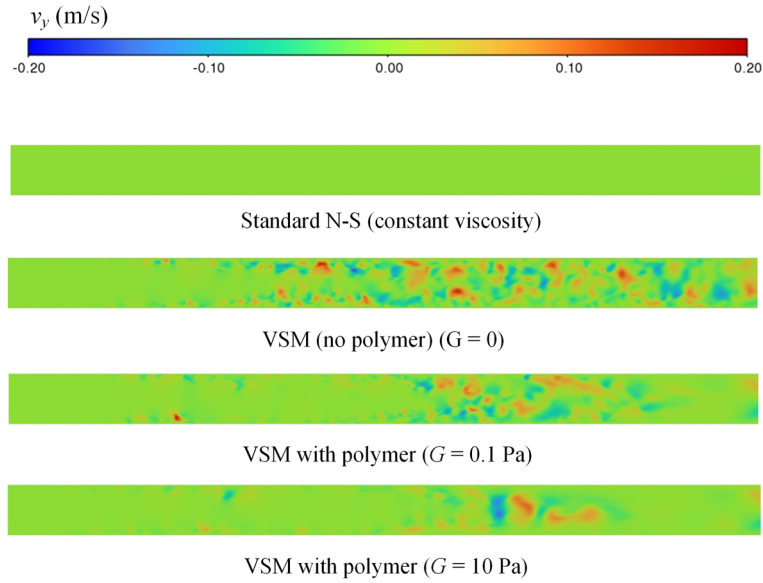 v_y (m/s)
-0.20 -0.10 0.00 0.10 0.20
Standard N-S (constant viscosity)
VSM (no polymer) (G = 0)
VSM with polymer (G = 0.1 Pa)
VSM with polymer (G = 10 Pa)